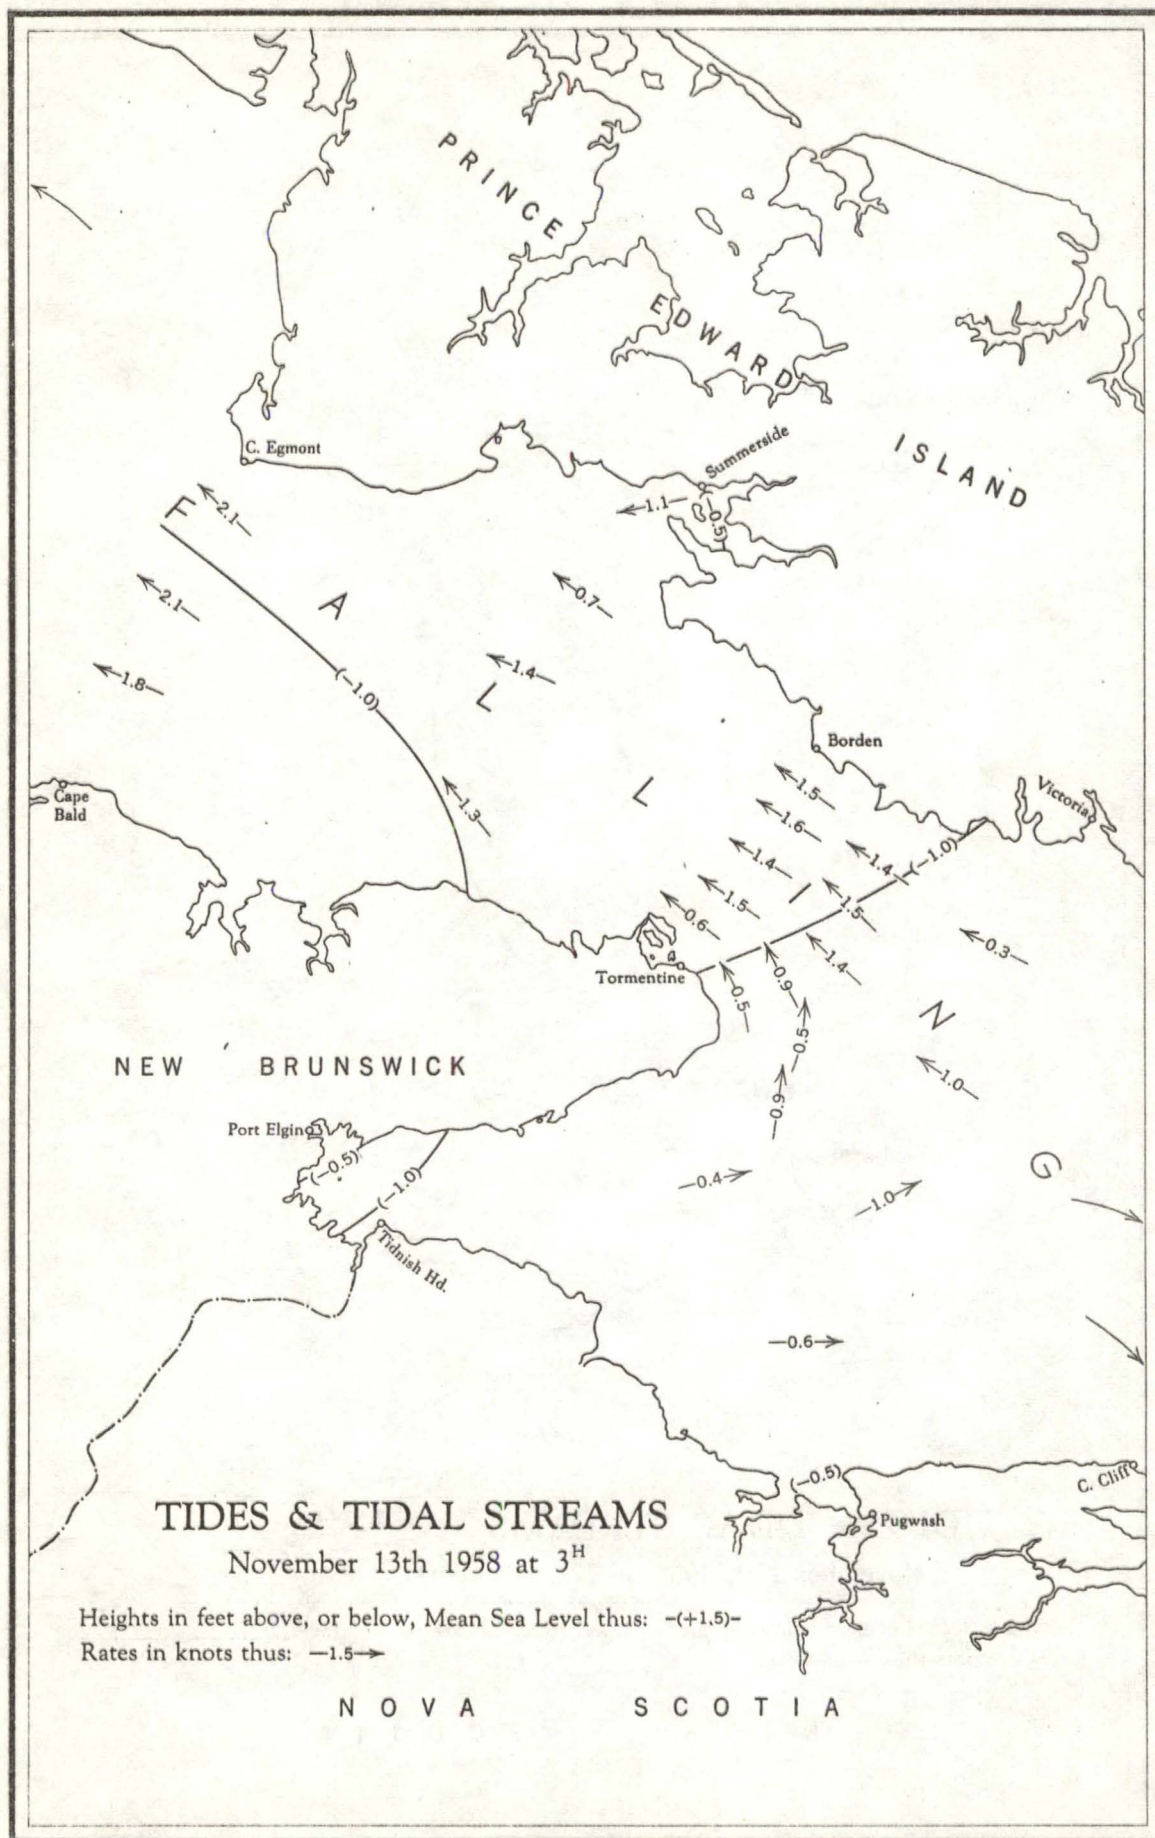 PRINCE
EDWARD
ISLAND
C. Egmont
Summerside
←1.1—
(−0.5)
F A L L I N G
←2.1—
←2.1—
←0.7—
←1.4—
←1.8—
(−1.0)
Borden
Cape
Bald
←1.3—
←1.5—
Victoria
←1.6—
←1.4—
←1.4—
(−1.0)
←1.5—
←1.5—
←0.6—
←0.3—
Tormentine
←1.4—
←0.9—
←0.5—
—0.5→
NEW BRUNSWICK
←1.0—
—0.9→
Port Elgin
(−0.5)
(−1.0)
—0.4→
—1.0→
Tidnish Hd.
—0.6→
(−0.5)
C. Cliff
Pugwash
TIDES & TIDAL STREAMS
November 13th 1958 at 3ᴴ
Heights in feet above, or below, Mean Sea Level thus: -(+1.5)-
Rates in knots thus: —1.5→
NOVA SCOTIA